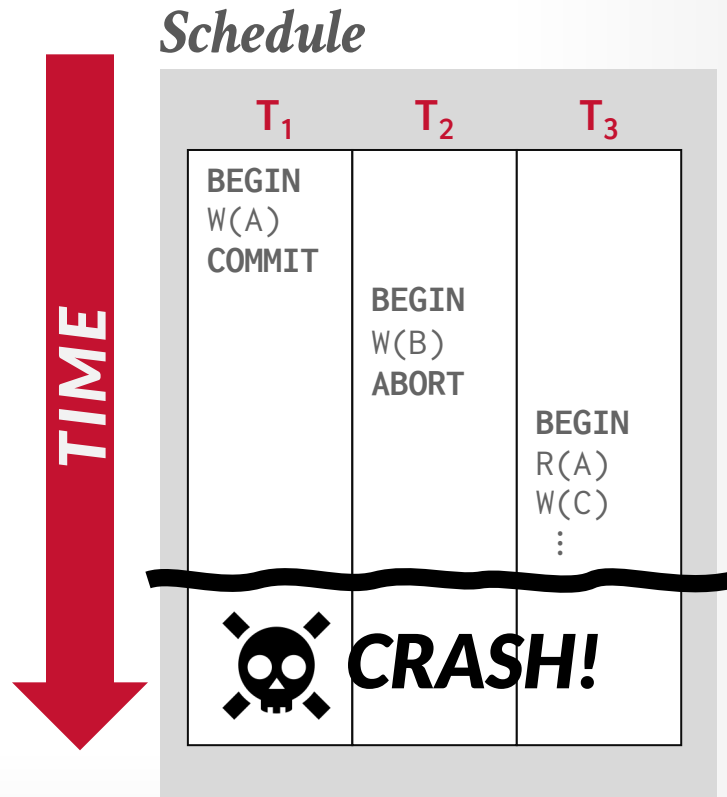 Schedule
TIME
T₁ T₂ T₃
BEGIN
W(A)
COMMIT
BEGIN
W(B)
ABORT
BEGIN
R(A)
W(C)
⋮
CRASH!